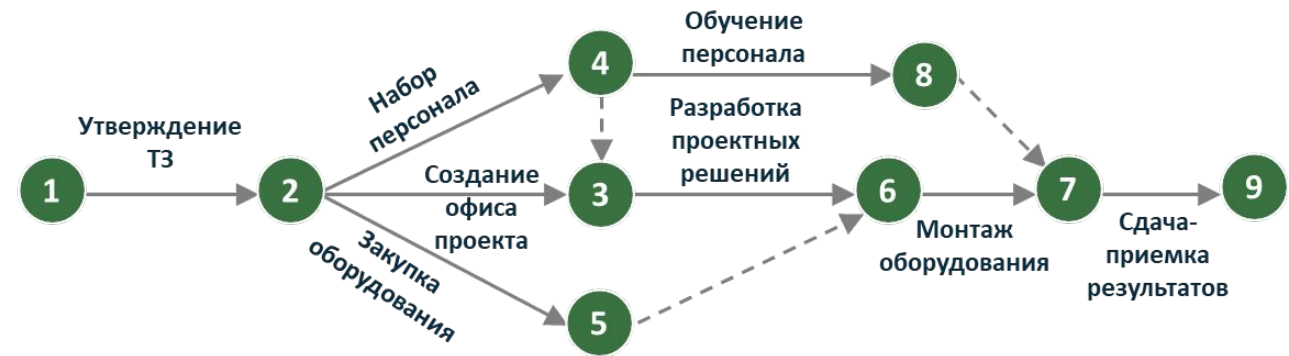 Обучение
персонала
4
8
Набор
персонала
Разработка
проектных
решений
Утверждение
ТЗ
Создание
офиса
проекта
1
2
3
6
7
9
Закупка
оборудования
Монтаж
оборудования
Сдача-
приемка
результатов
5